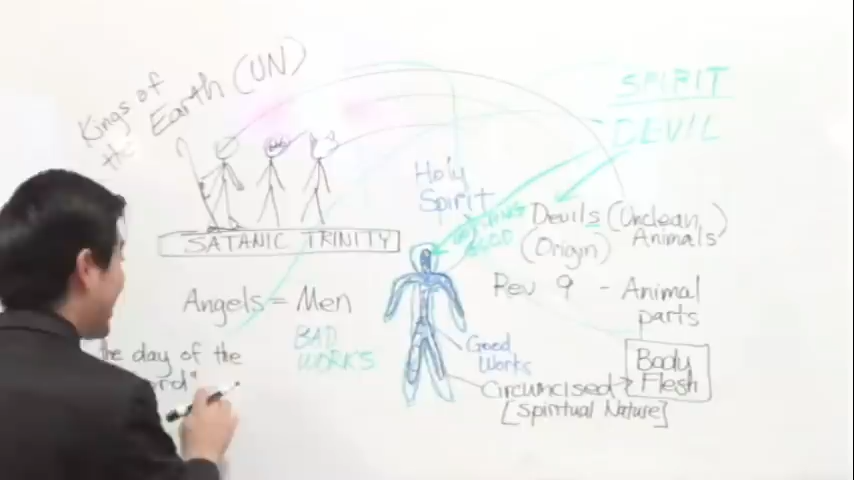 Kings of
the Earth (UN)
SPIRIT
DEVIL
Holy
Spirit
Devils (Unclean
Animals)
(Origin)
SATANIC TRINITY
Rev 9 - Animal
parts
Angels = Men
BAD
WORKS
Good
Works
Body
Flesh
the day of the
Circumcised
[Spiritual Nature]